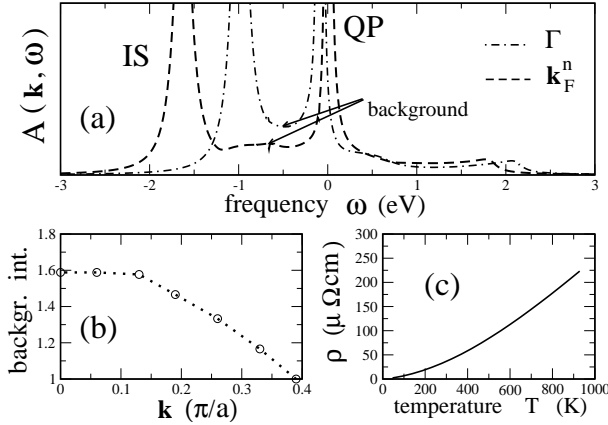 IS
QP
Γ
k_F^n
(a)
background
A (k,ω)
-3 -2 -1 0 1 2 3
frequency ω (eV)
1.8
1.6
1.4
1.2
1
backgr. int.
(b)
0 0.1 0.2 0.3 0.4
k (π/a)
300
250
200
150
100
50
0
ρ (μ Ωcm)
(c)
0 200 400 600 800 1000
temperature T (K)